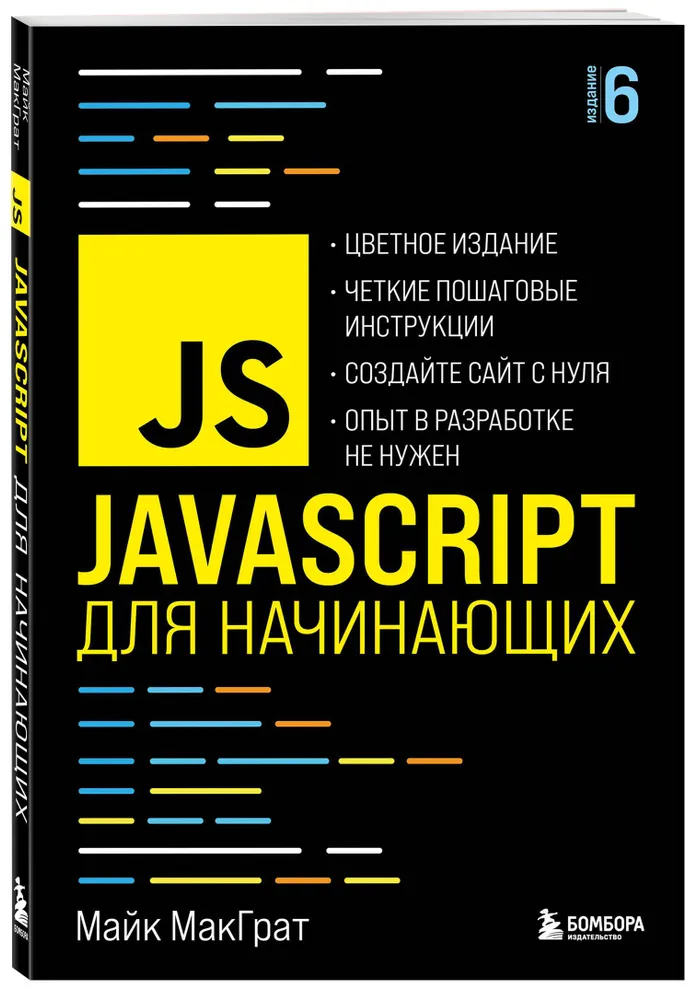 Майк МакГрат
JS
JAVASCRIPT ДЛЯ НАЧИНАЮЩИХ
издание 6
JS
• ЦВЕТНОЕ ИЗДАНИЕ
• ЧЕТКИЕ ПОШАГОВЫЕ
ИНСТРУКЦИИ
• СОЗДАЙТЕ САЙТ С НУЛЯ
• ОПЫТ В РАЗРАБОТКЕ
НЕ НУЖЕН
JAVASCRIPT
ДЛЯ НАЧИНАЮЩИХ
Майк МакГрат
БОМБОРА
ИЗДАТЕЛЬСТВО